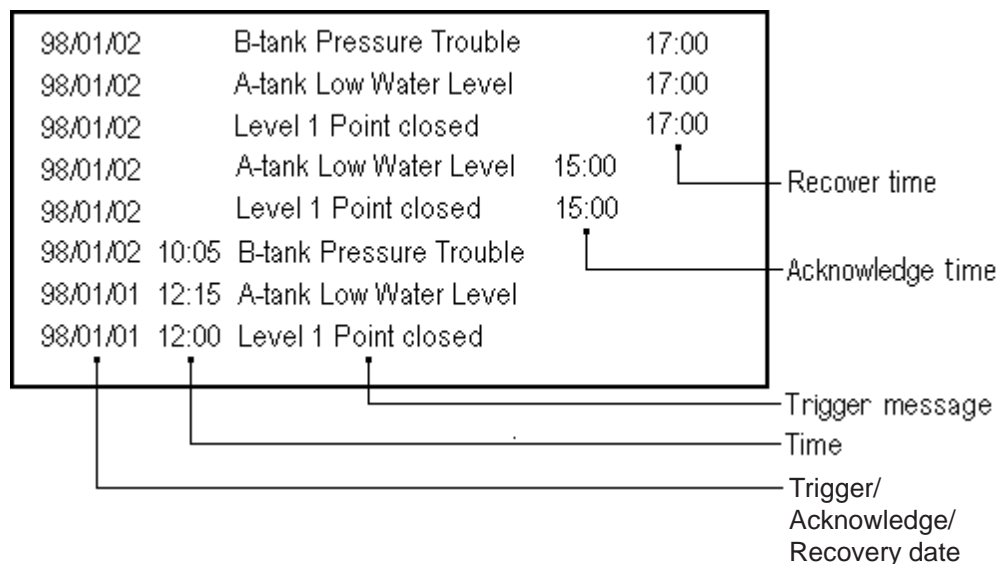 98/01/02 B-tank Pressure Trouble 17:00
98/01/02 A-tank Low Water Level 17:00
98/01/02 Level 1 Point closed 17:00
98/01/02 A-tank Low Water Level 15:00
98/01/02 Level 1 Point closed 15:00
98/01/02 10:05 B-tank Pressure Trouble
98/01/01 12:15 A-tank Low Water Level
98/01/01 12:00 Level 1 Point closed
Recover time
Acknowledge time
Trigger message
Time
Trigger/
Acknowledge/
Recovery date